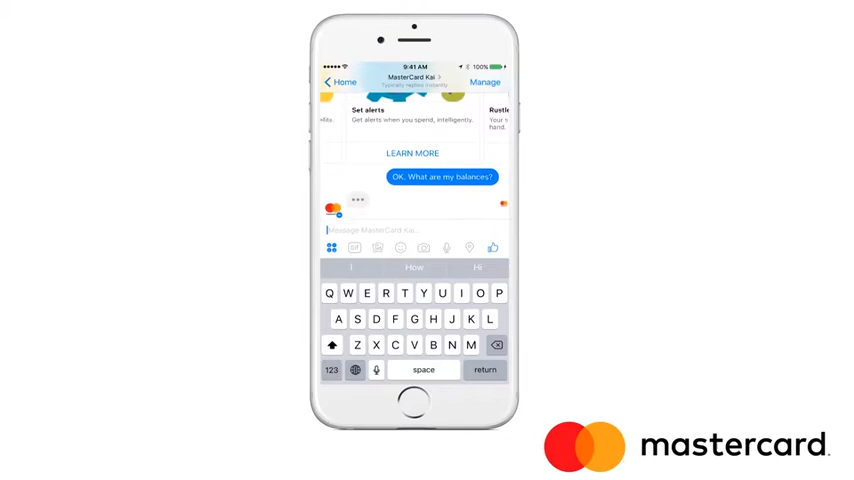 9:41 AM
100%
Home
MasterCard Kai
Manage
Typically replies instantly
Set alerts
Rustle
Get alerts when you spend, intelligently.
Your s
hand.
LEARN MORE
OK. What are my balances?
Message MasterCard Kai...
GIF
I How Hi
Q W E R T Y U I O P
A S D F G H J K L
Z X C V B N M
123 space return
mastercard.